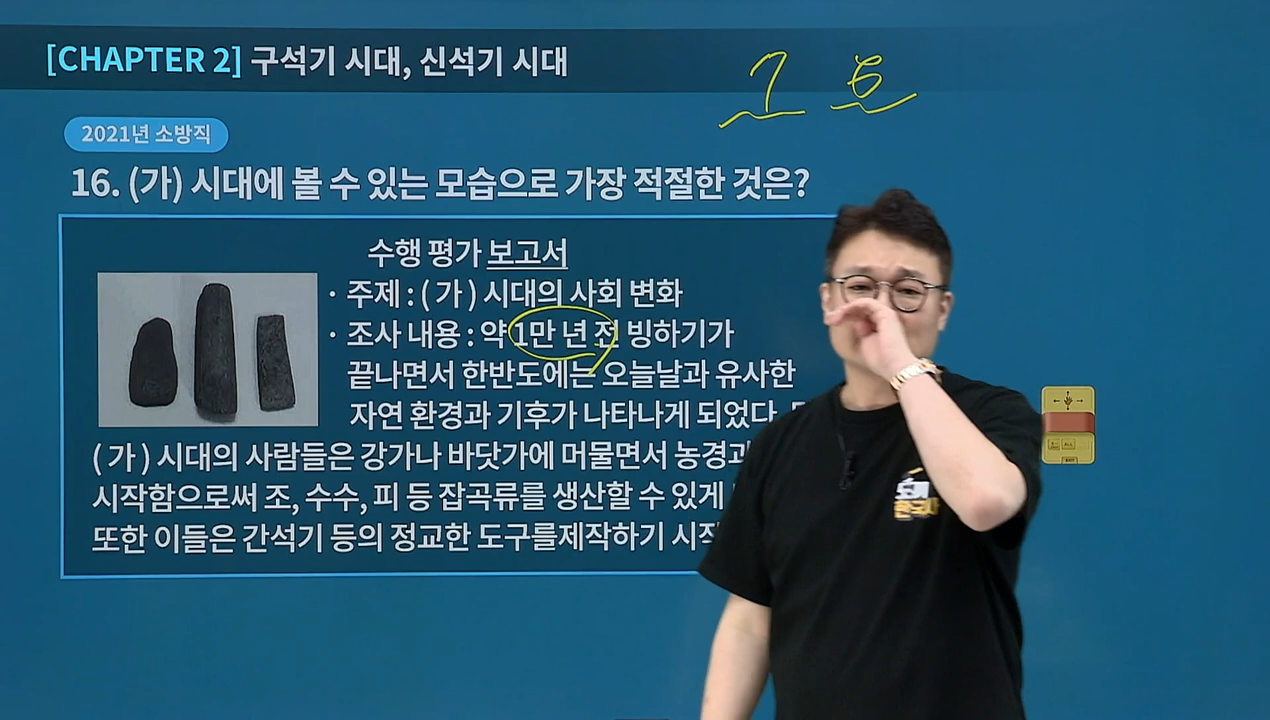 [CHAPTER 2] 구석기 시대, 신석기 시대
2021년 소방직
16. (가) 시대에 볼 수 있는 모습으로 가장 적절한 것은?
수행 평가 보고서
· 주제 : ( 가 ) 시대의 사회 변화
· 조사 내용 : 약 1만 년 전 빙하기가
끝나면서 한반도에는 오늘날과 유사한
자연 환경과 기후가 나타나게 되었다.
( 가 ) 시대의 사람들은 강가나 바닷가에 머물면서 농경과
시작함으로써 조, 수수, 피 등 잡곡류를 생산할 수 있게
또한 이들은 간석기 등의 정교한 도구를제작하기 시작
한국사
ALL